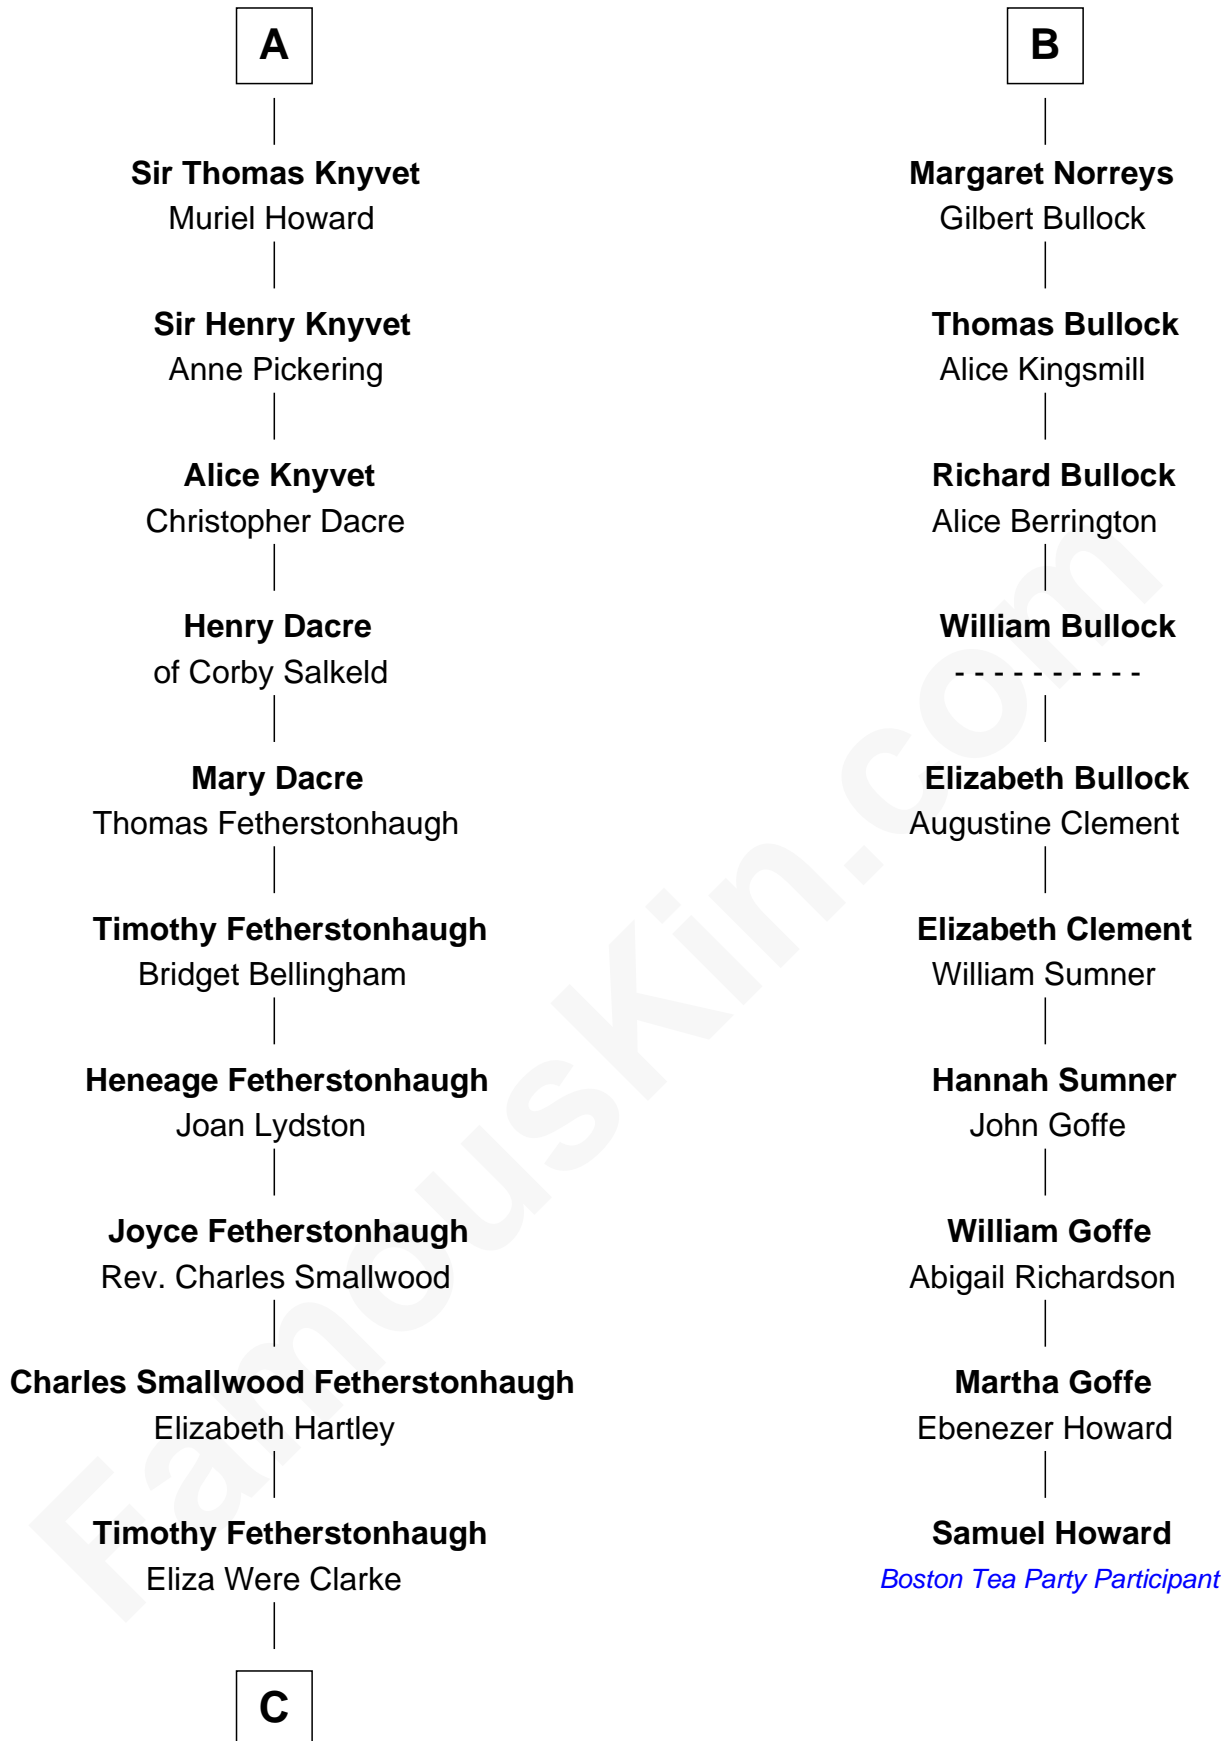 A
Sir Thomas Knyvet
Muriel Howard
Sir Henry Knyvet
Anne Pickering
Alice Knyvet
Christopher Dacre
Henry Dacre
of Corby Salkeld
Mary Dacre
Thomas Fetherstonhaugh
Timothy Fetherstonhaugh
Bridget Bellingham
Heneage Fetherstonhaugh
Joan Lydston
Joyce Fetherstonhaugh
Rev. Charles Smallwood
Charles Smallwood Fetherstonhaugh
Elizabeth Hartley
Timothy Fetherstonhaugh
Eliza Were Clarke
C
B
Margaret Norreys
Gilbert Bullock
Thomas Bullock
Alice Kingsmill
Richard Bullock
Alice Berrington
William Bullock
- - - - - - - - - -
Elizabeth Bullock
Augustine Clement
Elizabeth Clement
William Sumner
Hannah Sumner
John Goffe
William Goffe
Abigail Richardson
Martha Goffe
Ebenezer Howard
Samuel Howard
Boston Tea Party Participant
FamousKin.com